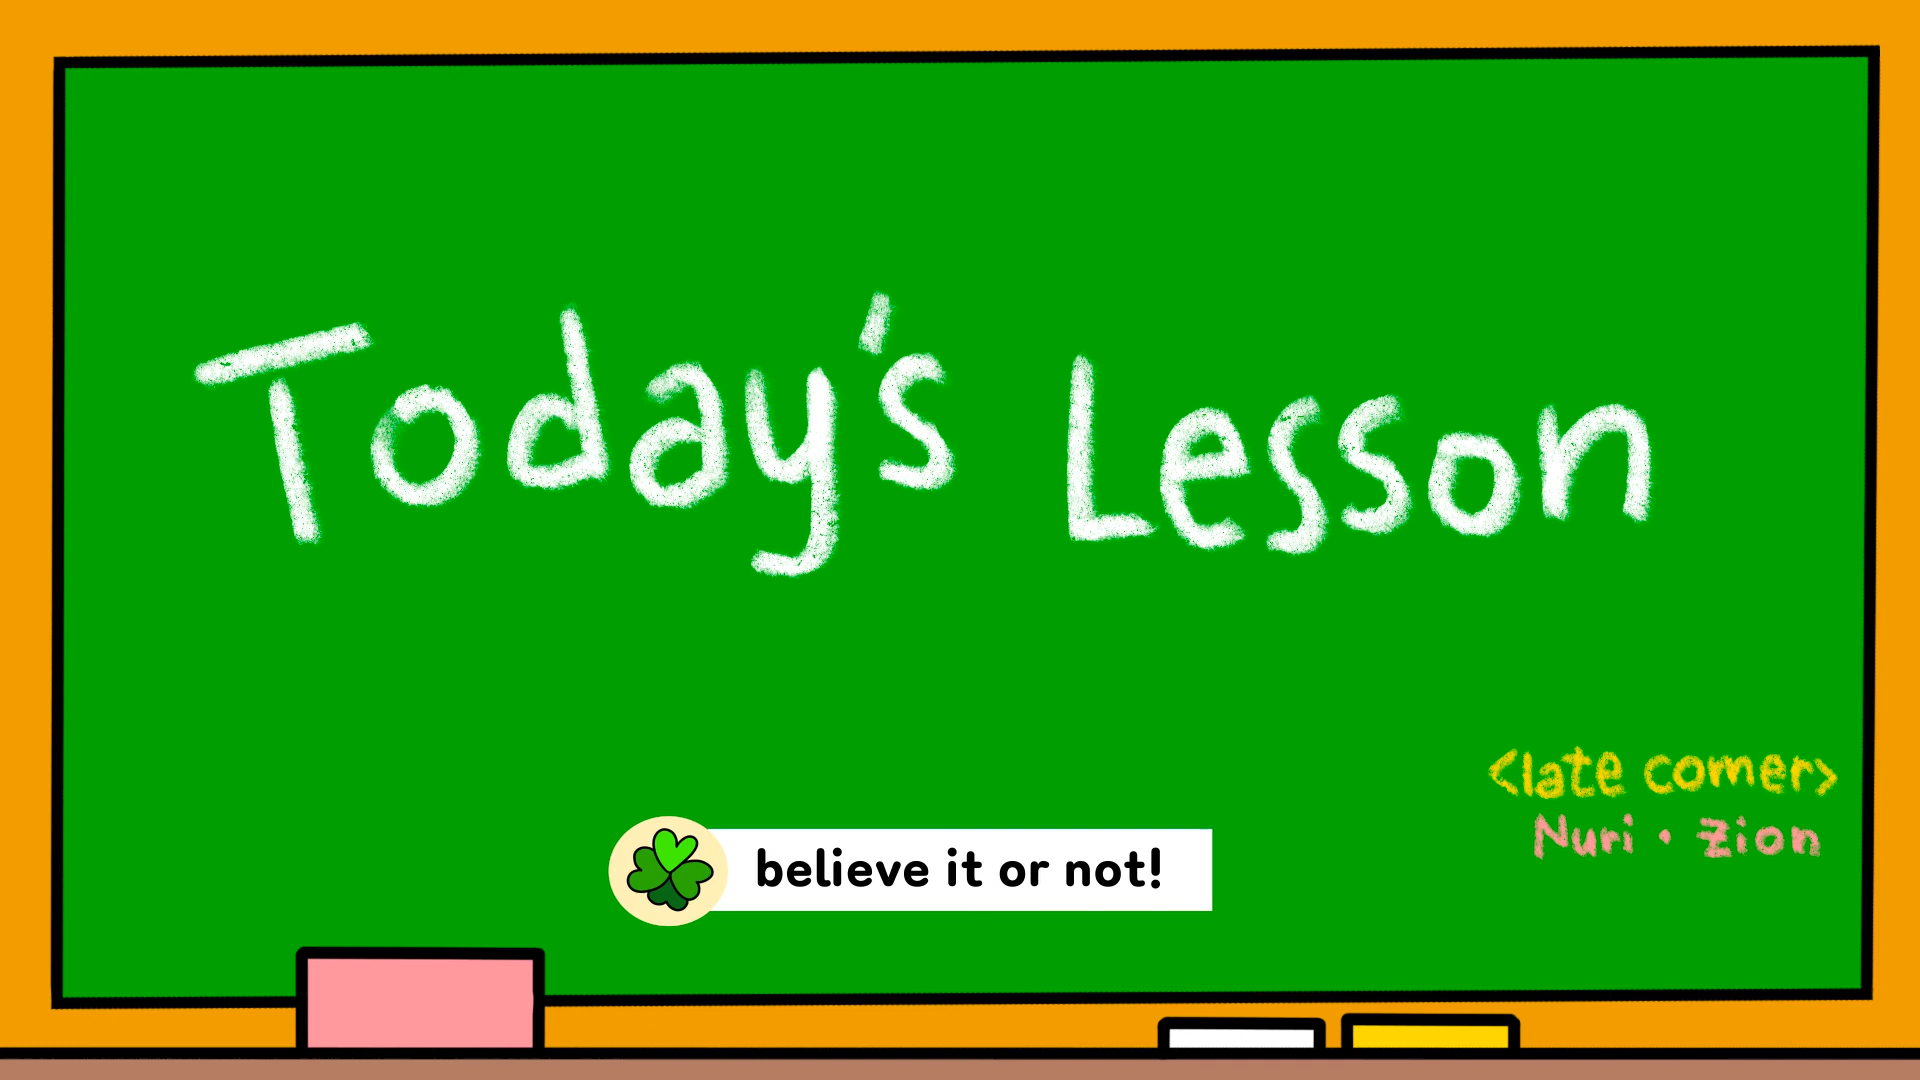 Today's Lesson
<late comer>
Nuri • Zion
believe it or not!